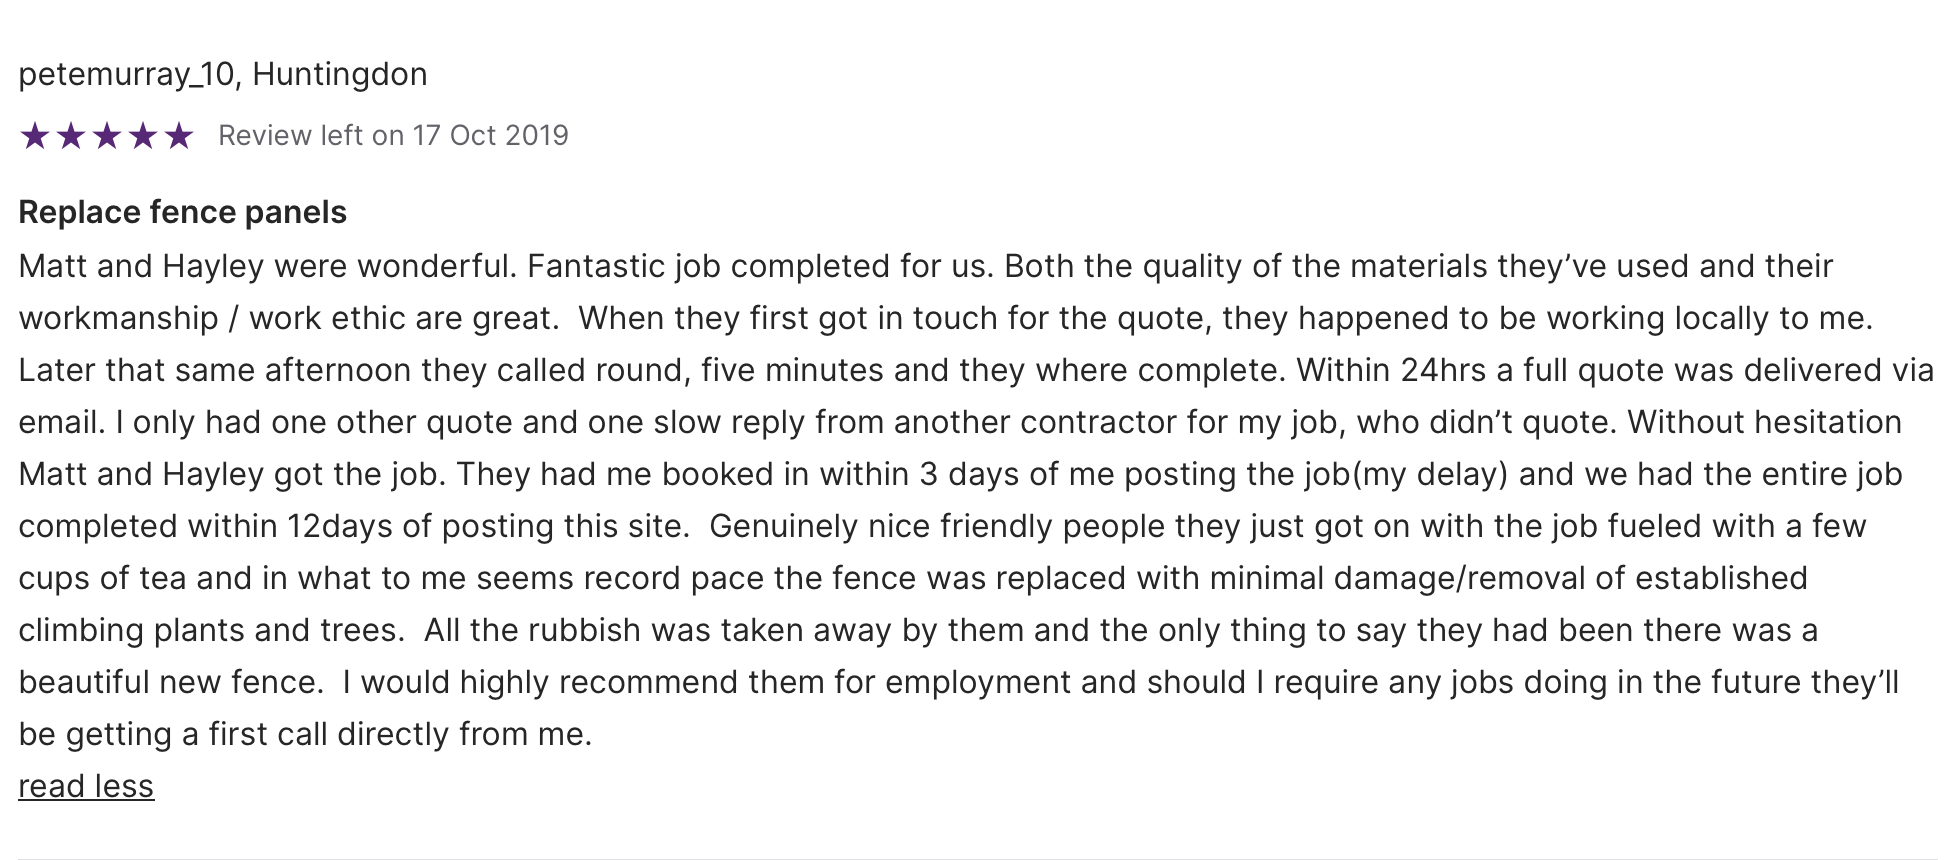 petemurray_10, Huntingdon
★★★★★ Review left on 17 Oct 2019
Replace fence panels
Matt and Hayley were wonderful. Fantastic job completed for us. Both the quality of the materials they’ve used and their
workmanship / work ethic are great.  When they first got in touch for the quote, they happened to be working locally to me.
Later that same afternoon they called round, five minutes and they where complete. Within 24hrs a full quote was delivered via
email. I only had one other quote and one slow reply from another contractor for my job, who didn’t quote. Without hesitation
Matt and Hayley got the job. They had me booked in within 3 days of me posting the job(my delay) and we had the entire job
completed within 12days of posting this site.  Genuinely nice friendly people they just got on with the job fueled with a few
cups of tea and in what to me seems record pace the fence was replaced with minimal damage/removal of established
climbing plants and trees.  All the rubbish was taken away by them and the only thing to say they had been there was a
beautiful new fence.  I would highly recommend them for employment and should I require any jobs doing in the future they’ll
be getting a first call directly from me.
read less